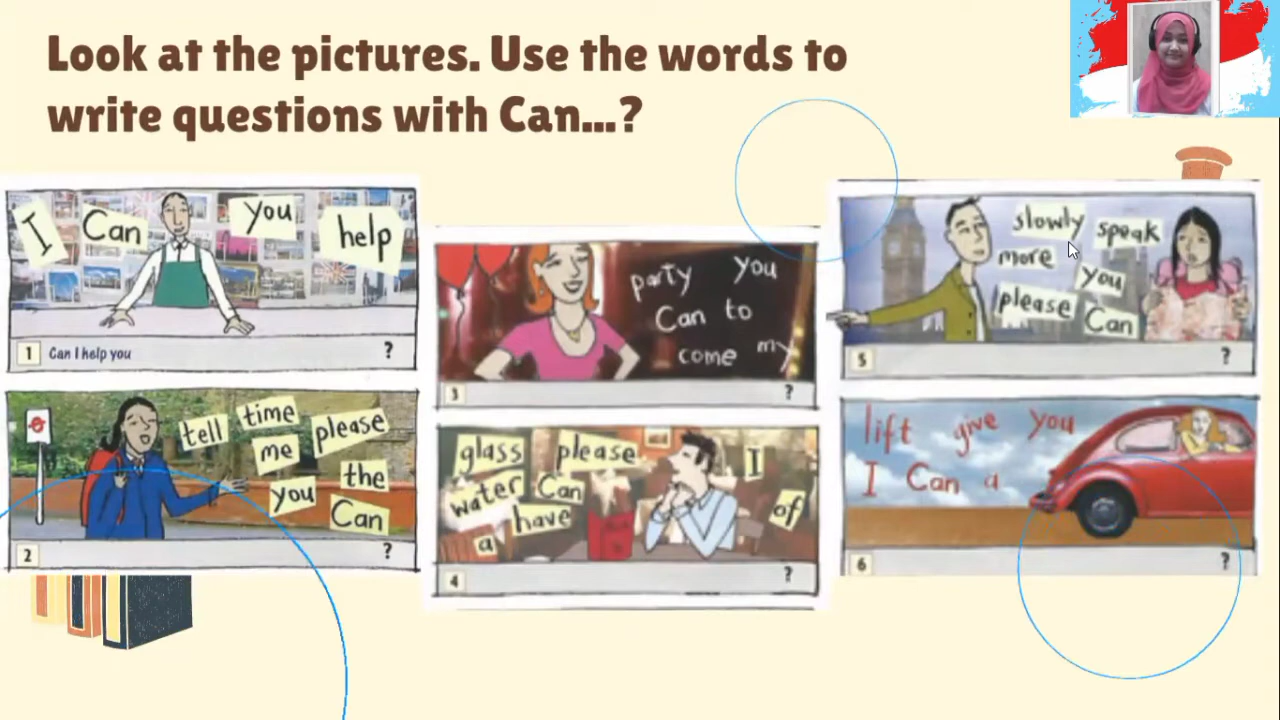 Look at the pictures. Use the words to
write questions with Can...?
I Can you help
1 Can I help you ?
tell time me please
you the Can
2 ?
party you
Can to
come my
3 ?
glass please I
water Can
a have of
4 ?
slowly speak
more you
please Can
5 ?
lift give you
I Can a
6 ?